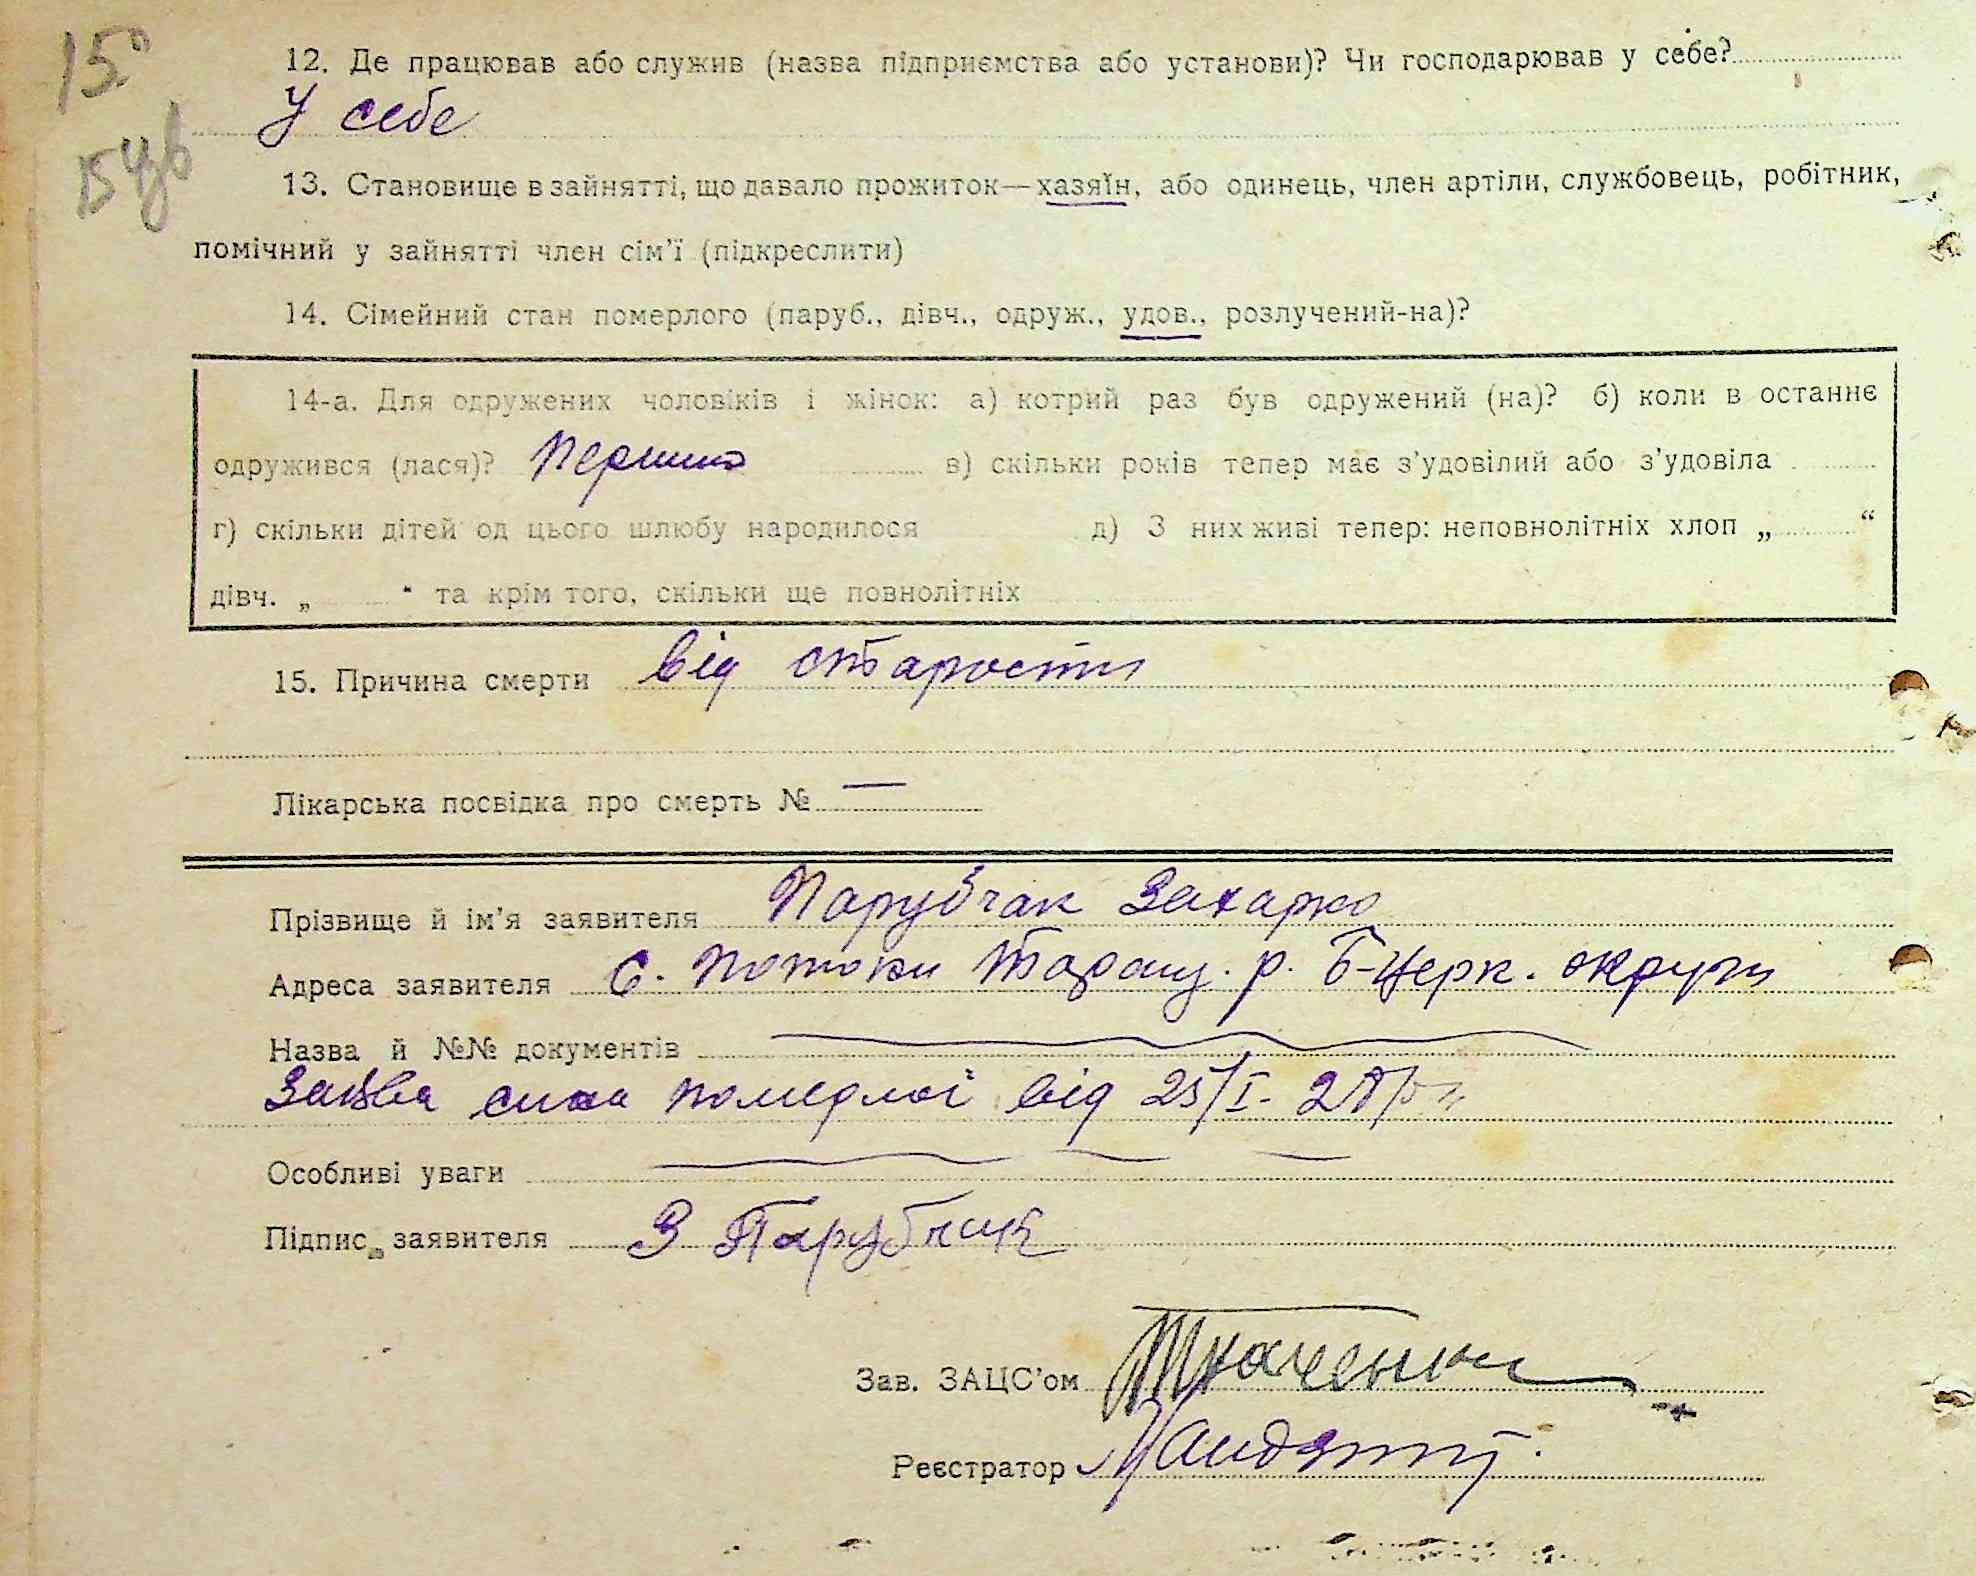 15
12. Де працював або служив (назва підприємства або установи)? Чи господарював у себе?
У себе
13. Становище в зайнятті, що давало прожиток—хазяїн, або одинець, член артіли, службовець, робітник,
помічний у зайнятті член сім'ї (підкреслити)
14. Сімейний стан померлого (паруб., дівч., одруж., удов., розлучений-на)?
14-а. Для одружених чоловіків і жінок: а) котрий раз був одружений (на)? б) коли в останнє
одружився (лася)? в) скільки років тепер має з'удовілий або з'удовіла
г) скільки дітей од цього шлюбу народилося д) З них живі тепер: неповнолітніх хлоп „ “
дівч. „ “ та крім того, скільки ще повнолітніх
15. Причина смерти від старости
Лікарська посвідка про смерть № —
Прізвище й ім'я заявителя Парубчак Захарко
Адреса заявителя с. Потоки Таращ. р. Б-Церк. округи
Назва й №№ документів
Заява сина померлої від 25/I-
Особливі уваги
Підпис заявителя З Парубчак
Зав. ЗАЦС'ом Ткаченко
Реєстратор